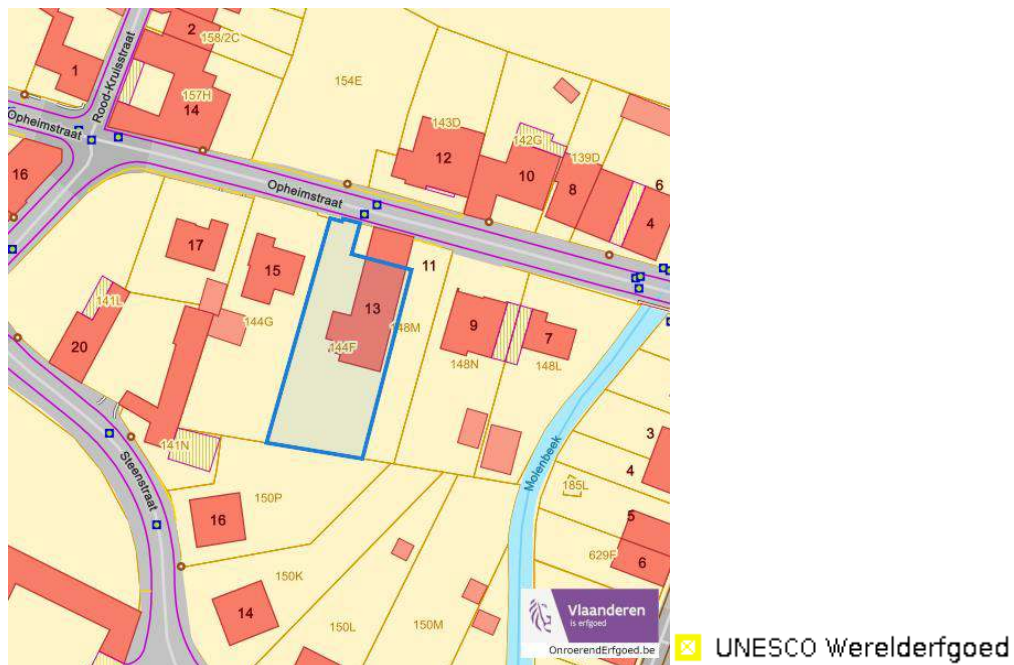 2
158/2C
1
Rood-Kruisstraat
154E
157H
14
Opheimstraat
143D
142G
12
139D
16
10
8
6
Opheimstraat
4
17
11
15
141L
13
144G
148M
9
7
20
144F
148N
148L
3
141N
Molenbeek
4
Steenstraat
185L
150P
16
5
629F
6
150K
14
150L
150M
Vlaanderen
is erfgoed
OnroerendErfgoed.be
UNESCO Werelderfgoed